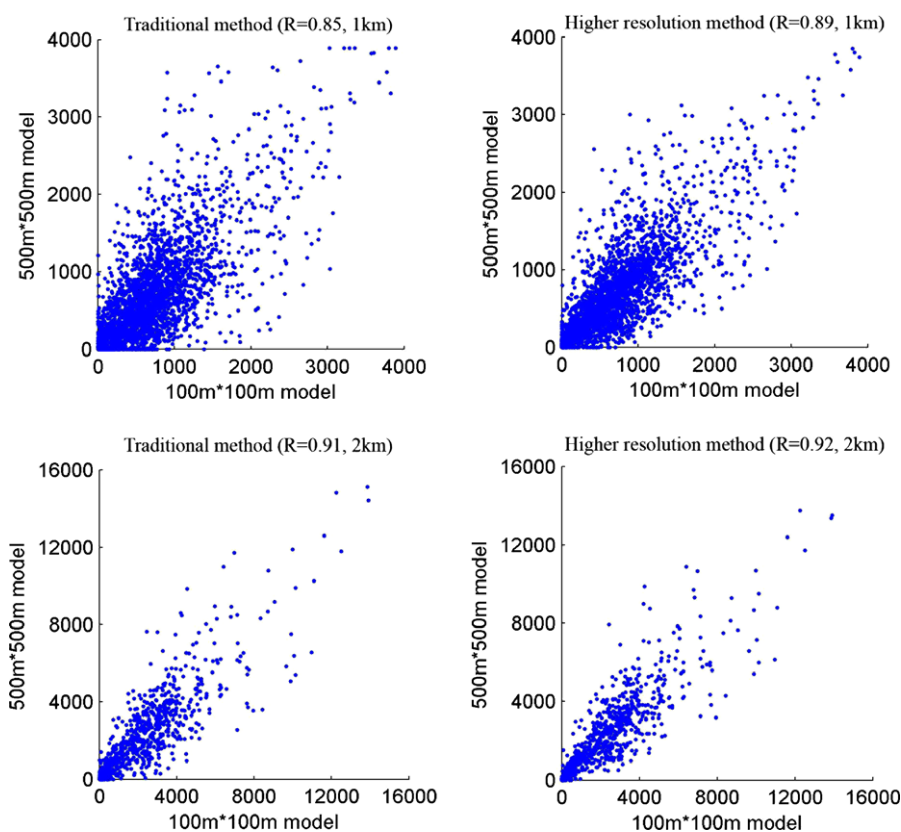 Traditional method (R=0.85, 1km)
4000
3000
2000
1000
0
500m*500m model
0 1000 2000 3000 4000
100m*100m model
Higher resolution method (R=0.89, 1km)
4000
3000
2000
1000
0
500m*500m model
0 1000 2000 3000 4000
100m*100m model
Traditional method (R=0.91, 2km)
16000
12000
8000
4000
0
500m*500m model
0 4000 8000 12000 16000
100m*100m model
Higher resolution method (R=0.92, 2km)
16000
12000
8000
4000
0
500m*500m model
0 4000 8000 12000 16000
100m*100m model